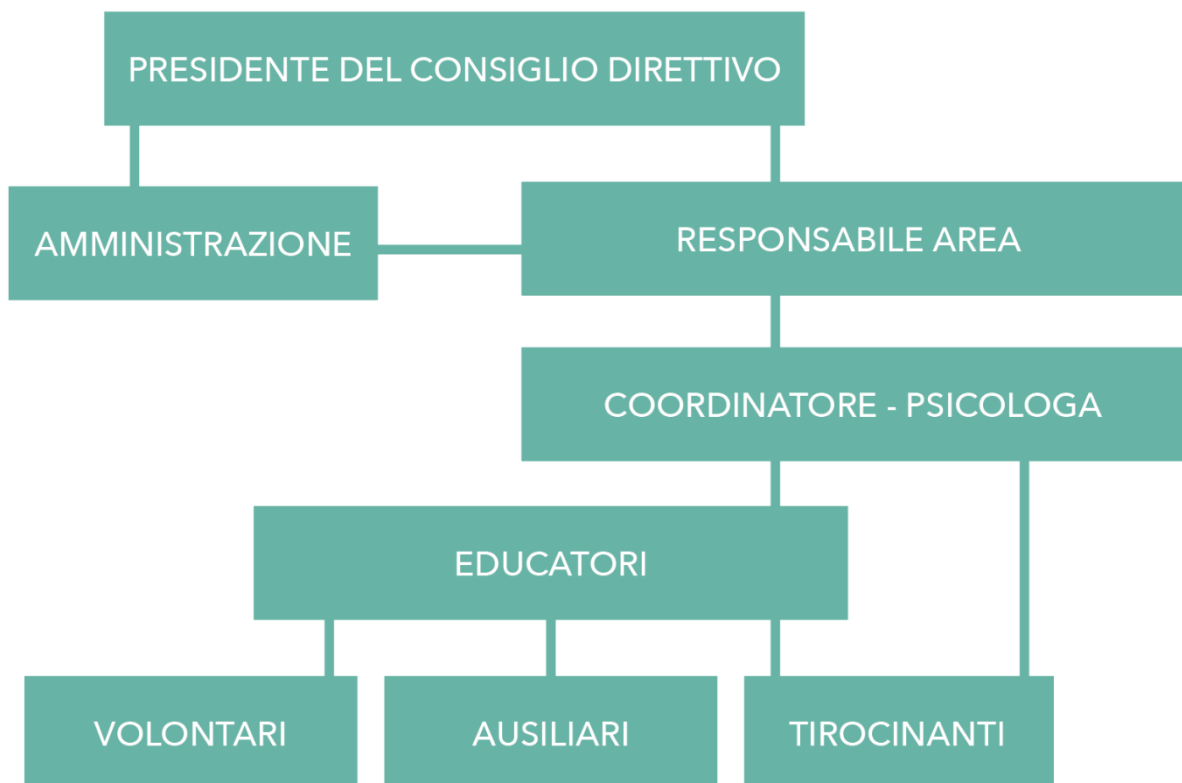 PRESIDENTE DEL CONSIGLIO DIRETTIVO
AMMINISTRAZIONE
RESPONSABILE AREA
COORDINATORE - PSICOLOGA
EDUCATORI
VOLONTARI
AUSILIARI
TIROCINANTI